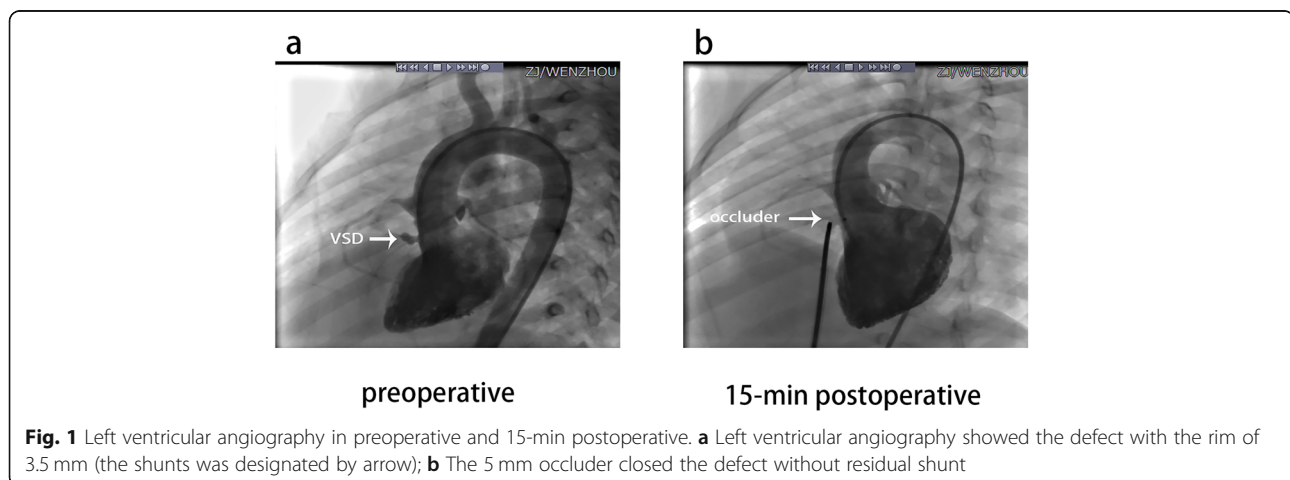 a
b
ZJ/WENZHOU
ZJ/WENZHOU
VSD
occluder
preoperative
15-min postoperative
Fig. 1 Left ventricular angiography in preoperative and 15-min postoperative. a Left ventricular angiography showed the defect with the rim of
3.5 mm (the shunts was designated by arrow); b The 5 mm occluder closed the defect without residual shunt